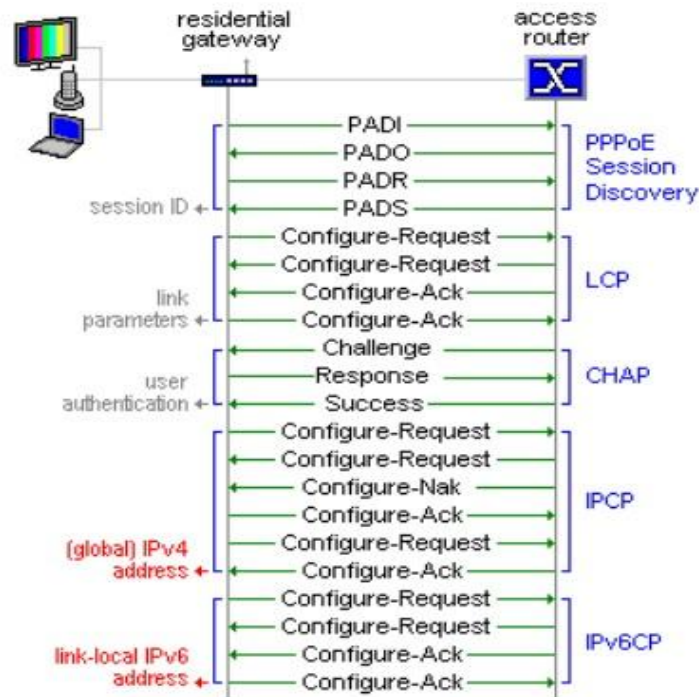 residential
gateway
access
router
PADI
PADO
PADR
PADS
session ID
PPPoE
Session
Discovery
Configure-Request
Configure-Request
Configure-Ack
Configure-Ack
link
parameters
LCP
Challenge
Response
Success
user
authentication
CHAP
Configure-Request
Configure-Request
Configure-Nak
Configure-Ack
Configure-Request
Configure-Ack
(global) IPv4
address
IPCP
Configure-Request
Configure-Request
Configure-Ack
Configure-Ack
link-local IPv6
address
IPv6CP